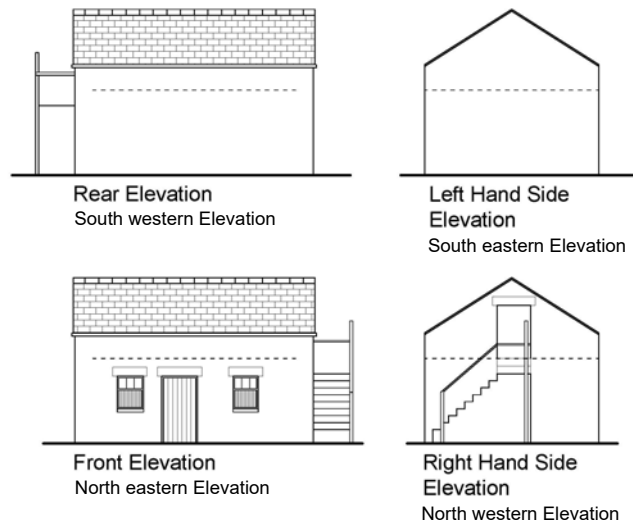 Rear Elevation
South western Elevation
Left Hand Side
Elevation
South eastern Elevation
Front Elevation
North eastern Elevation
Right Hand Side
Elevation
North western Elevation